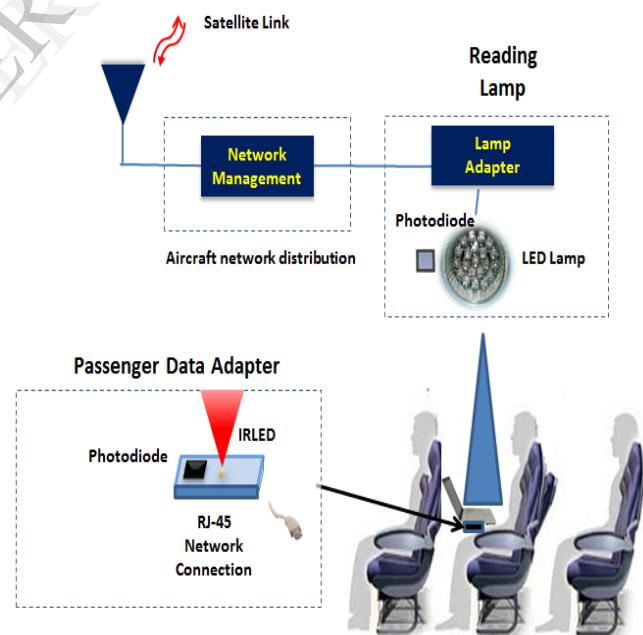 Satellite Link
Reading
Lamp
Network
Management
Lamp
Adapter
Photodiode
LED Lamp
Aircraft network distribution
Passenger Data Adapter
IRLED
Photodiode
RJ-45
Network
Connection